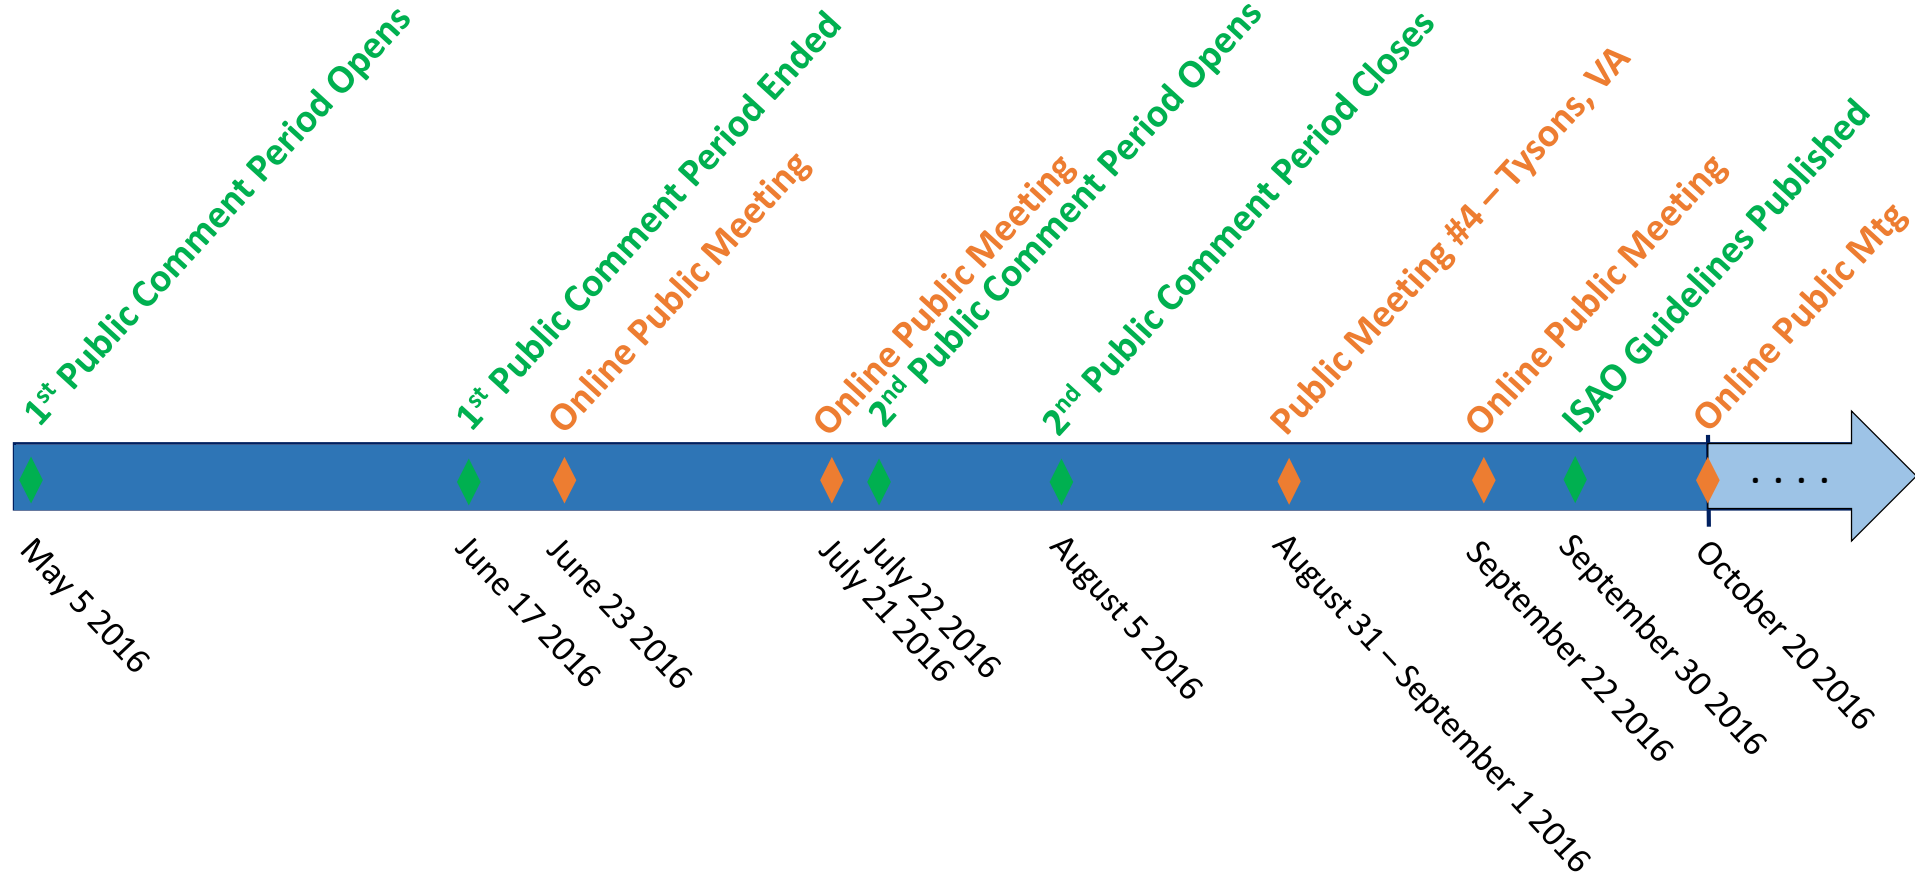 1st Public Comment Period Opens
1st Public Comment Period Ended
Online Public Meeting
Online Public Meeting
2nd Public Comment Period Opens
2nd Public Comment Period Closes
Public Meeting #4 – Tysons, VA
Online Public Meeting
ISAO Guidelines Published
Online Public Mtg
. . . .
May 5 2016
June 17 2016
June 23 2016
July 21 2016
July 22 2016
August 5 2016
August 31 – September 1 2016
September 22 2016
September 30 2016
October 20 2016